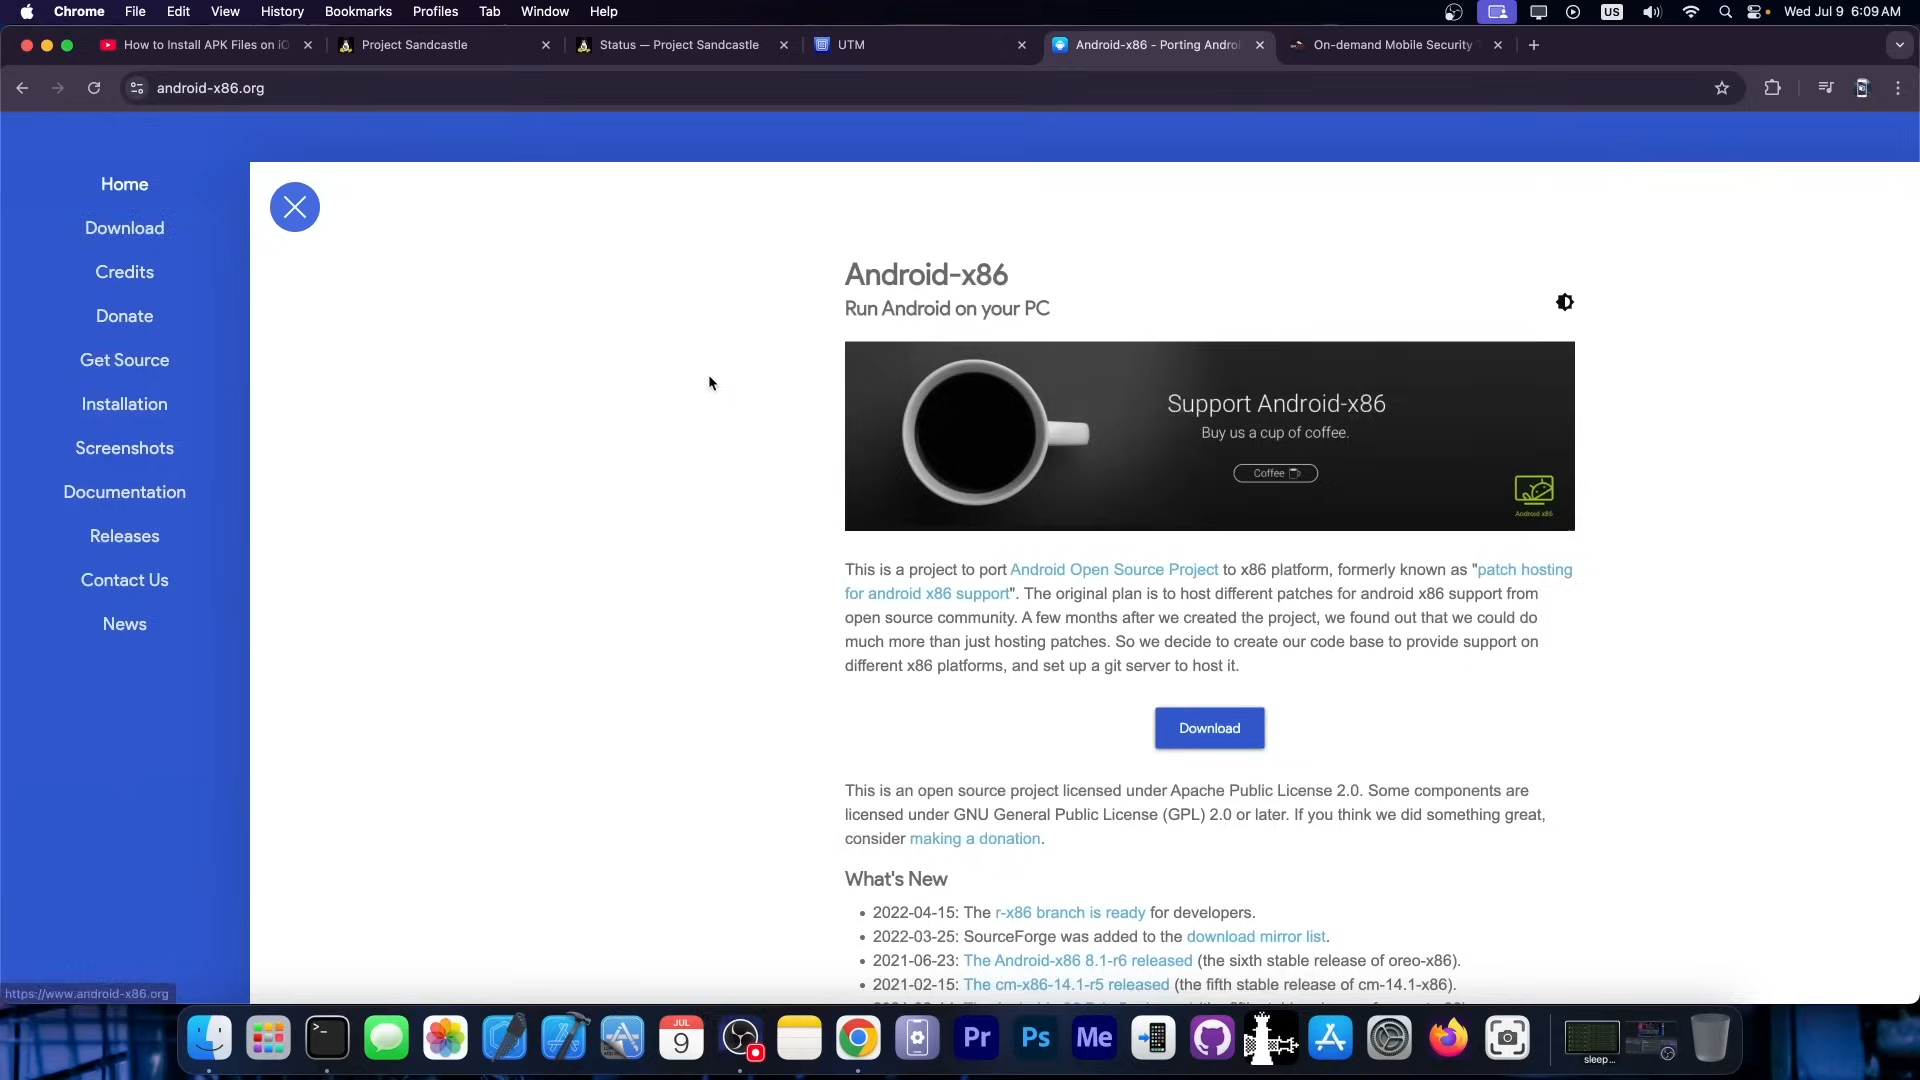 Chrome File Edit View History Bookmarks Profiles Tab Window Help US Wed Jul 9 6:09 AM
How to Install APK Files on iO Project Sandcastle Status — Project Sandcastle UTM Android-x86 - Porting Androi On-demand Mobile Security
android-x86.org
Home
Download
Credits
Donate
Get Source
Installation
Screenshots
Documentation
Releases
Contact Us
News
Android-x86
Run Android on your PC
Support Android-x86
Buy us a cup of coffee.
Coffee
Android x86
This is a project to port Android Open Source Project to x86 platform, formerly known as "patch hosting
for android x86 support". The original plan is to host different patches for android x86 support from
open source community. A few months after we created the project, we found out that we could do
much more than just hosting patches. So we decide to create our code base to provide support on
different x86 platforms, and set up a git server to host it.
Download
This is an open source project licensed under Apache Public License 2.0. Some components are
licensed under GNU General Public License (GPL) 2.0 or later. If you think we did something great,
consider making a donation.
What's New
• 2022-04-15: The r-x86 branch is ready for developers.
• 2022-03-25: SourceForge was added to the download mirror list.
• 2021-06-23: The Android-x86 8.1-r6 released (the sixth stable release of oreo-x86).
• 2021-02-15: The cm-x86-14.1-r5 released (the fifth stable release of cm-14.1-x86).
https://www.android-x86.org
JUL
9
Pr Ps Me
sleep...